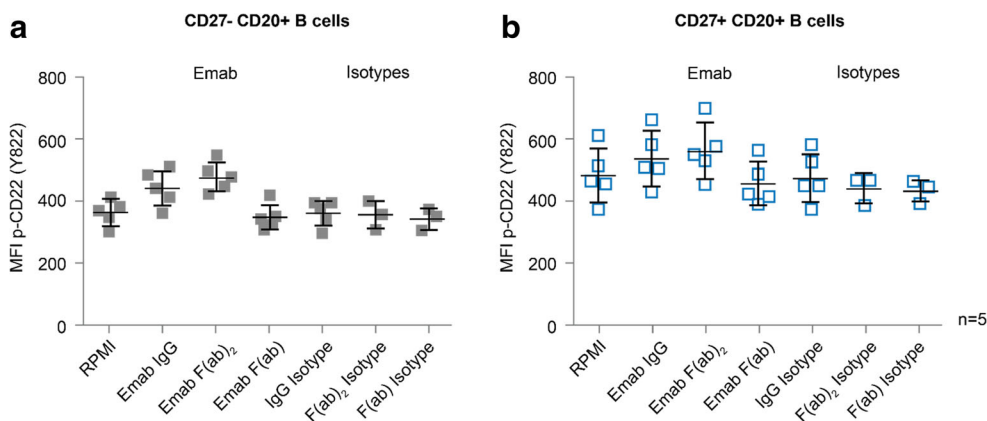 a
CD27- CD20+ B cells
Emab
Isotypes
MFI p-CD22 (Y822)
800
600
400
200
0
RPMI
Emab IgG
Emab F(ab)₂
Emab F(ab)
IgG Isotype
F(ab)₂ Isotype
F(ab) Isotype
b
CD27+ CD20+ B cells
Emab
Isotypes
MFI p-CD22 (Y822)
800
600
400
200
0
RPMI
Emab IgG
Emab F(ab)₂
Emab F(ab)
IgG Isotype
F(ab)₂ Isotype
F(ab) Isotype
n=5